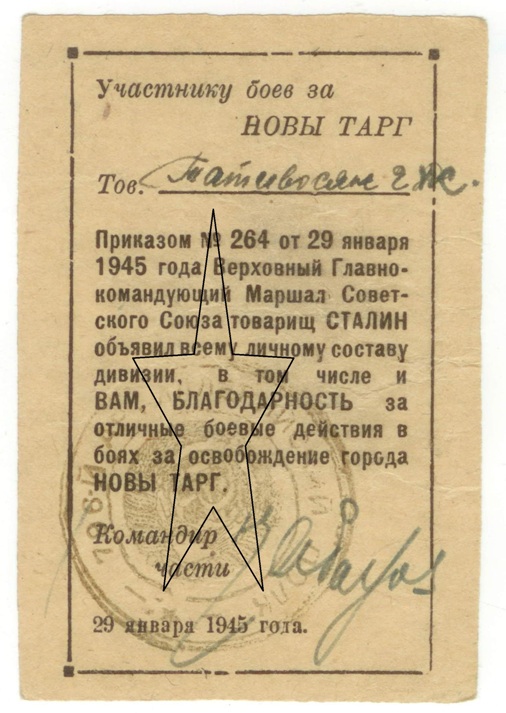 Участнику боев за
НОВЫ ТАРГ
Тов. Татевосян г. Ж.
Приказом № 264 от 29 января
1945 года Верховный Главно-
командующий Маршал Совет-
ского Союза товарищ СТАЛИН
объявил всему личному составу
дивизии, в том числе и
ВАМ, БЛАГОДАРНОСТЬ за
отличные боевые действия в
боях за освобождение города
НОВЫ ТАРГ.
Командир
части
29 января 1945 года.